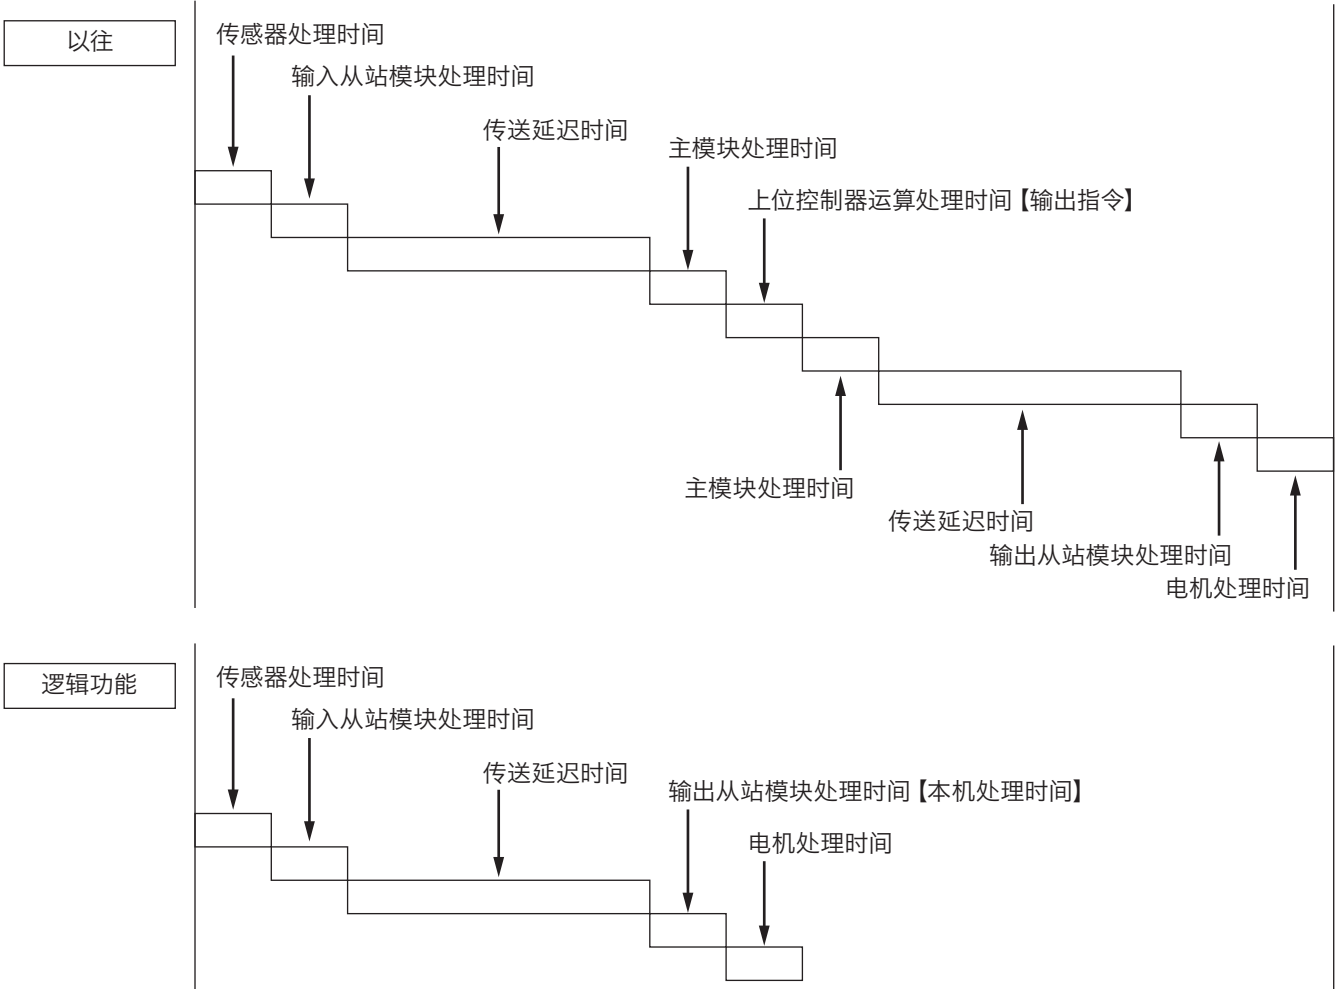 以往
传感器处理时间
输入从站模块处理时间
传送延迟时间
主模块处理时间
上位控制器运算处理时间【输出指令】
主模块处理时间
传送延迟时间
输出从站模块处理时间
电机处理时间
逻辑功能
传感器处理时间
输入从站模块处理时间
传送延迟时间
输出从站模块处理时间【本机处理时间】
电机处理时间